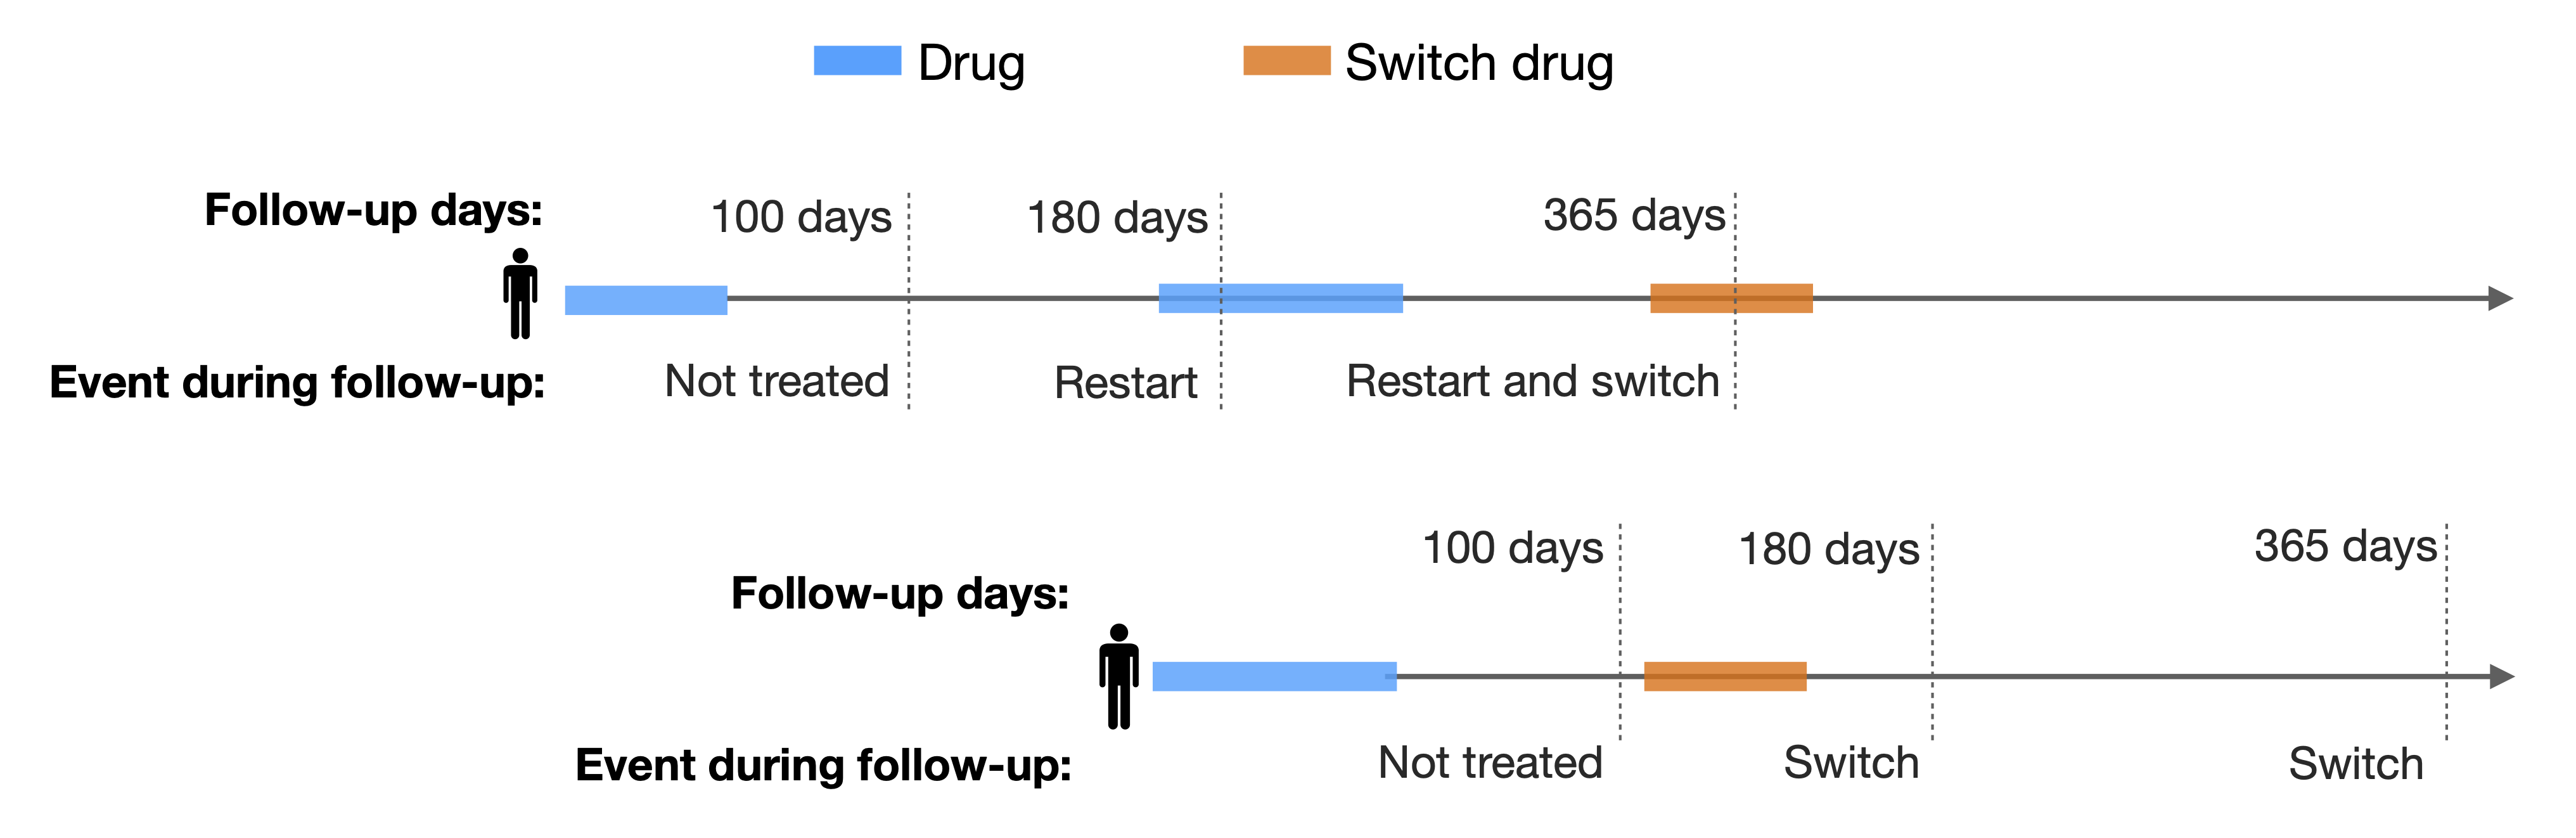 Drug
Switch drug
Follow-up days:
100 days
180 days
365 days
Event during follow-up:
Not treated
Restart
Restart and switch
Follow-up days:
100 days
180 days
365 days
Event during follow-up:
Not treated
Switch
Switch